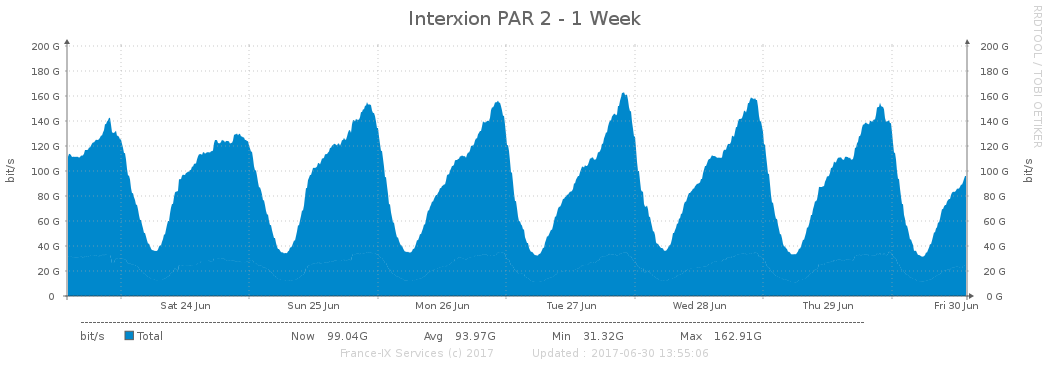 Interxion PAR 2 - 1 Week
RRDTOOL / TOBI OETIKER
bit/s
200 G
180 G
160 G
140 G
120 G
100 G
80 G
60 G
40 G
20 G
0
200 G
180 G
160 G
140 G
120 G
100 G
80 G
60 G
40 G
20 G
0 G
bit/s
Sat 24 Jun Sun 25 Jun Mon 26 Jun Tue 27 Jun Wed 28 Jun Thu 29 Jun Fri 30 Jun
bit/s Total Now 99.04G Avg 93.97G Min 31.32G Max 162.91G
France-IX Services (c) 2017 Updated : 2017-06-30 13:55:06